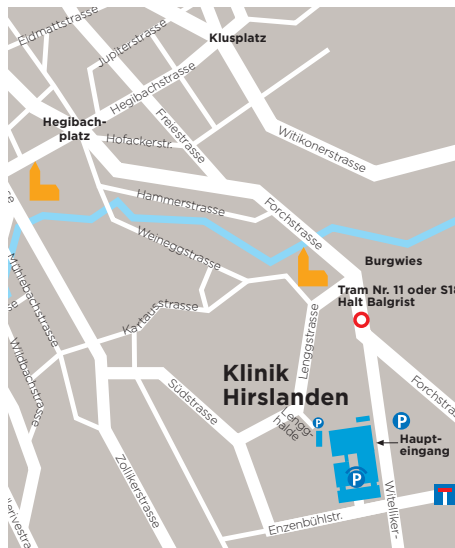 Eidmattstrasse
Jupiterstrasse
Klusplatz
Hegibachstrasse
Freiestrasse
Hegibach-
platz
Hofackerstr.
Witikonerstrasse
Hammerstrasse
Forchstrasse
Weineggstrasse
Burgwies
Mühlebachstrasse
Tram Nr. 11 oder S18
Halt Balgrist
Kartausstrasse
Lenggstrasse
Wildbachstrasse
Klinik
Hirslanden
Südstrasse
Forchstra
Lengg-
halde
P
P
Haupt-
eingang
Zollikerstrasse
P
Witelliker-
Enzenbühlstr.